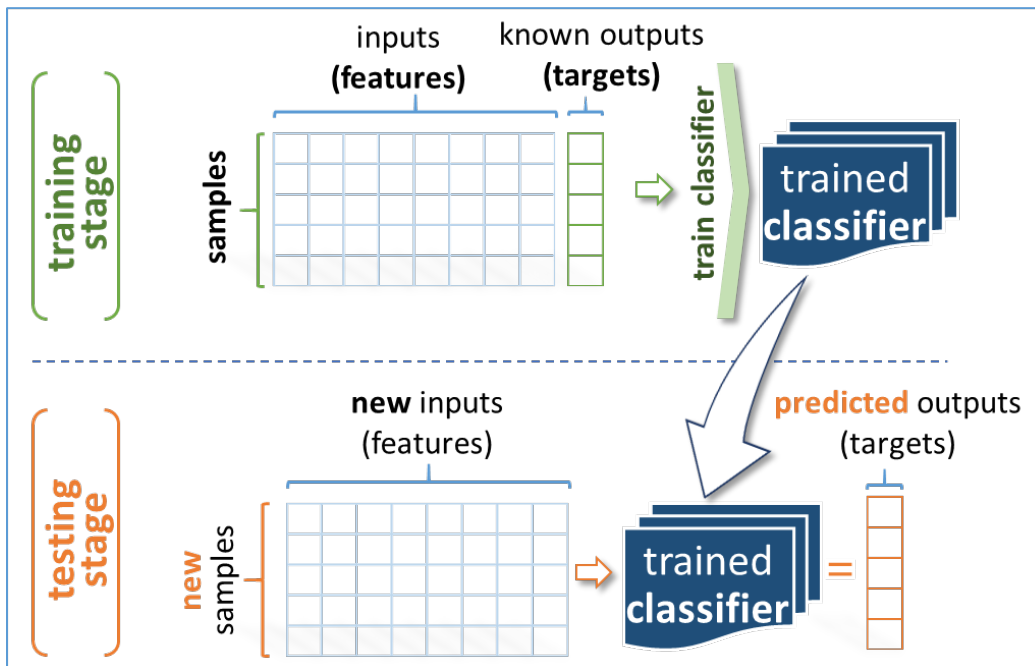 training
stage
inputs
(features)
known outputs
(targets)
samples
train classifier
trained
classifier
testing
stage
new inputs
(features)
new
samples
trained
classifier
=
predicted outputs
(targets)